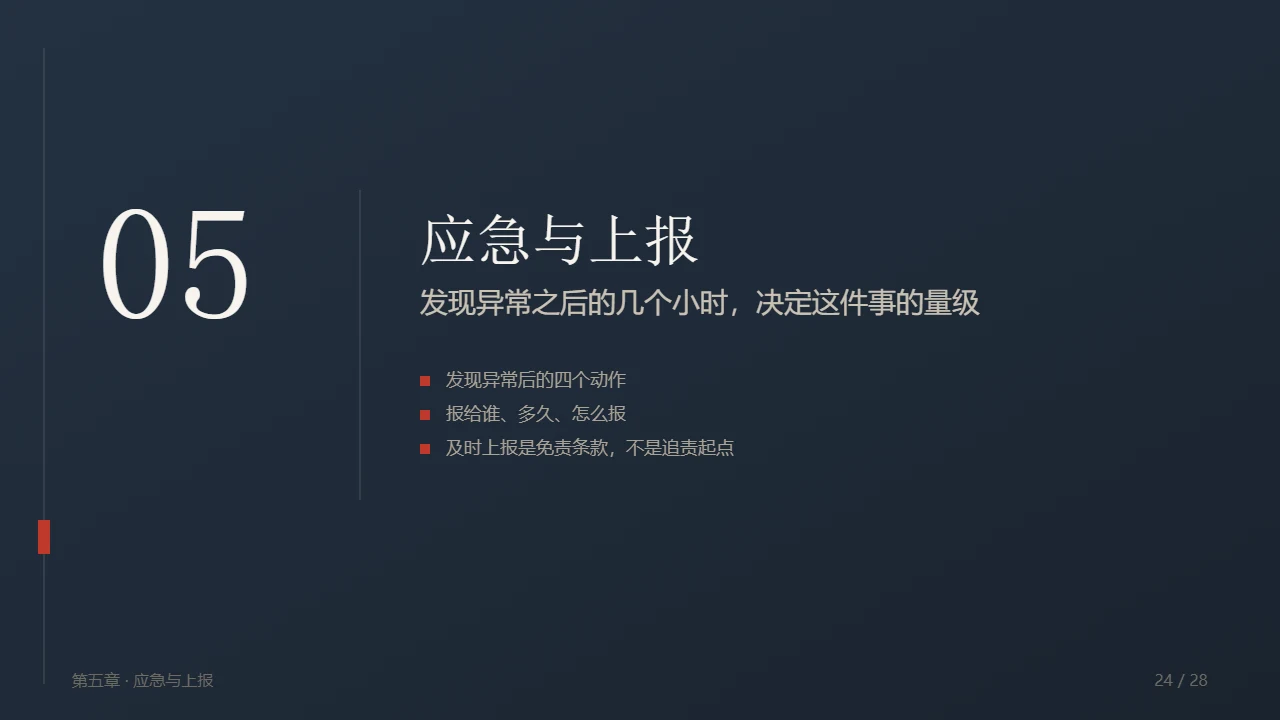 05
应急与上报
发现异常之后的几个小时，决定这件事的量级
发现异常后的四个动作
报给谁、多久、怎么报
及时上报是免责条款，不是追责起点
第五章 · 应急与上报
24 / 28